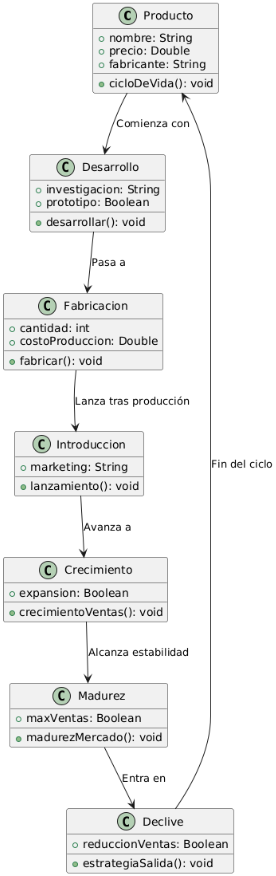 C Producto
+ nombre: String
+ precio: Double
+ fabricante: String
+ cicloDeVida(): void
Comienza con
C Desarrollo
+ investigacion: String
+ prototipo: Boolean
+ desarrollar(): void
Pasa a
C Fabricacion
+ cantidad: int
+ costoProduccion: Double
+ fabricar(): void
Lanza tras producción
C Introduccion
+ marketing: String
+ lanzamiento(): void
Fin del ciclo
Avanza a
C Crecimiento
+ expansion: Boolean
+ crecimientoVentas(): void
Alcanza estabilidad
C Madurez
+ maxVentas: Boolean
+ madurezMercado(): void
Entra en
C Declive
+ reduccionVentas: Boolean
+ estrategiaSalida(): void